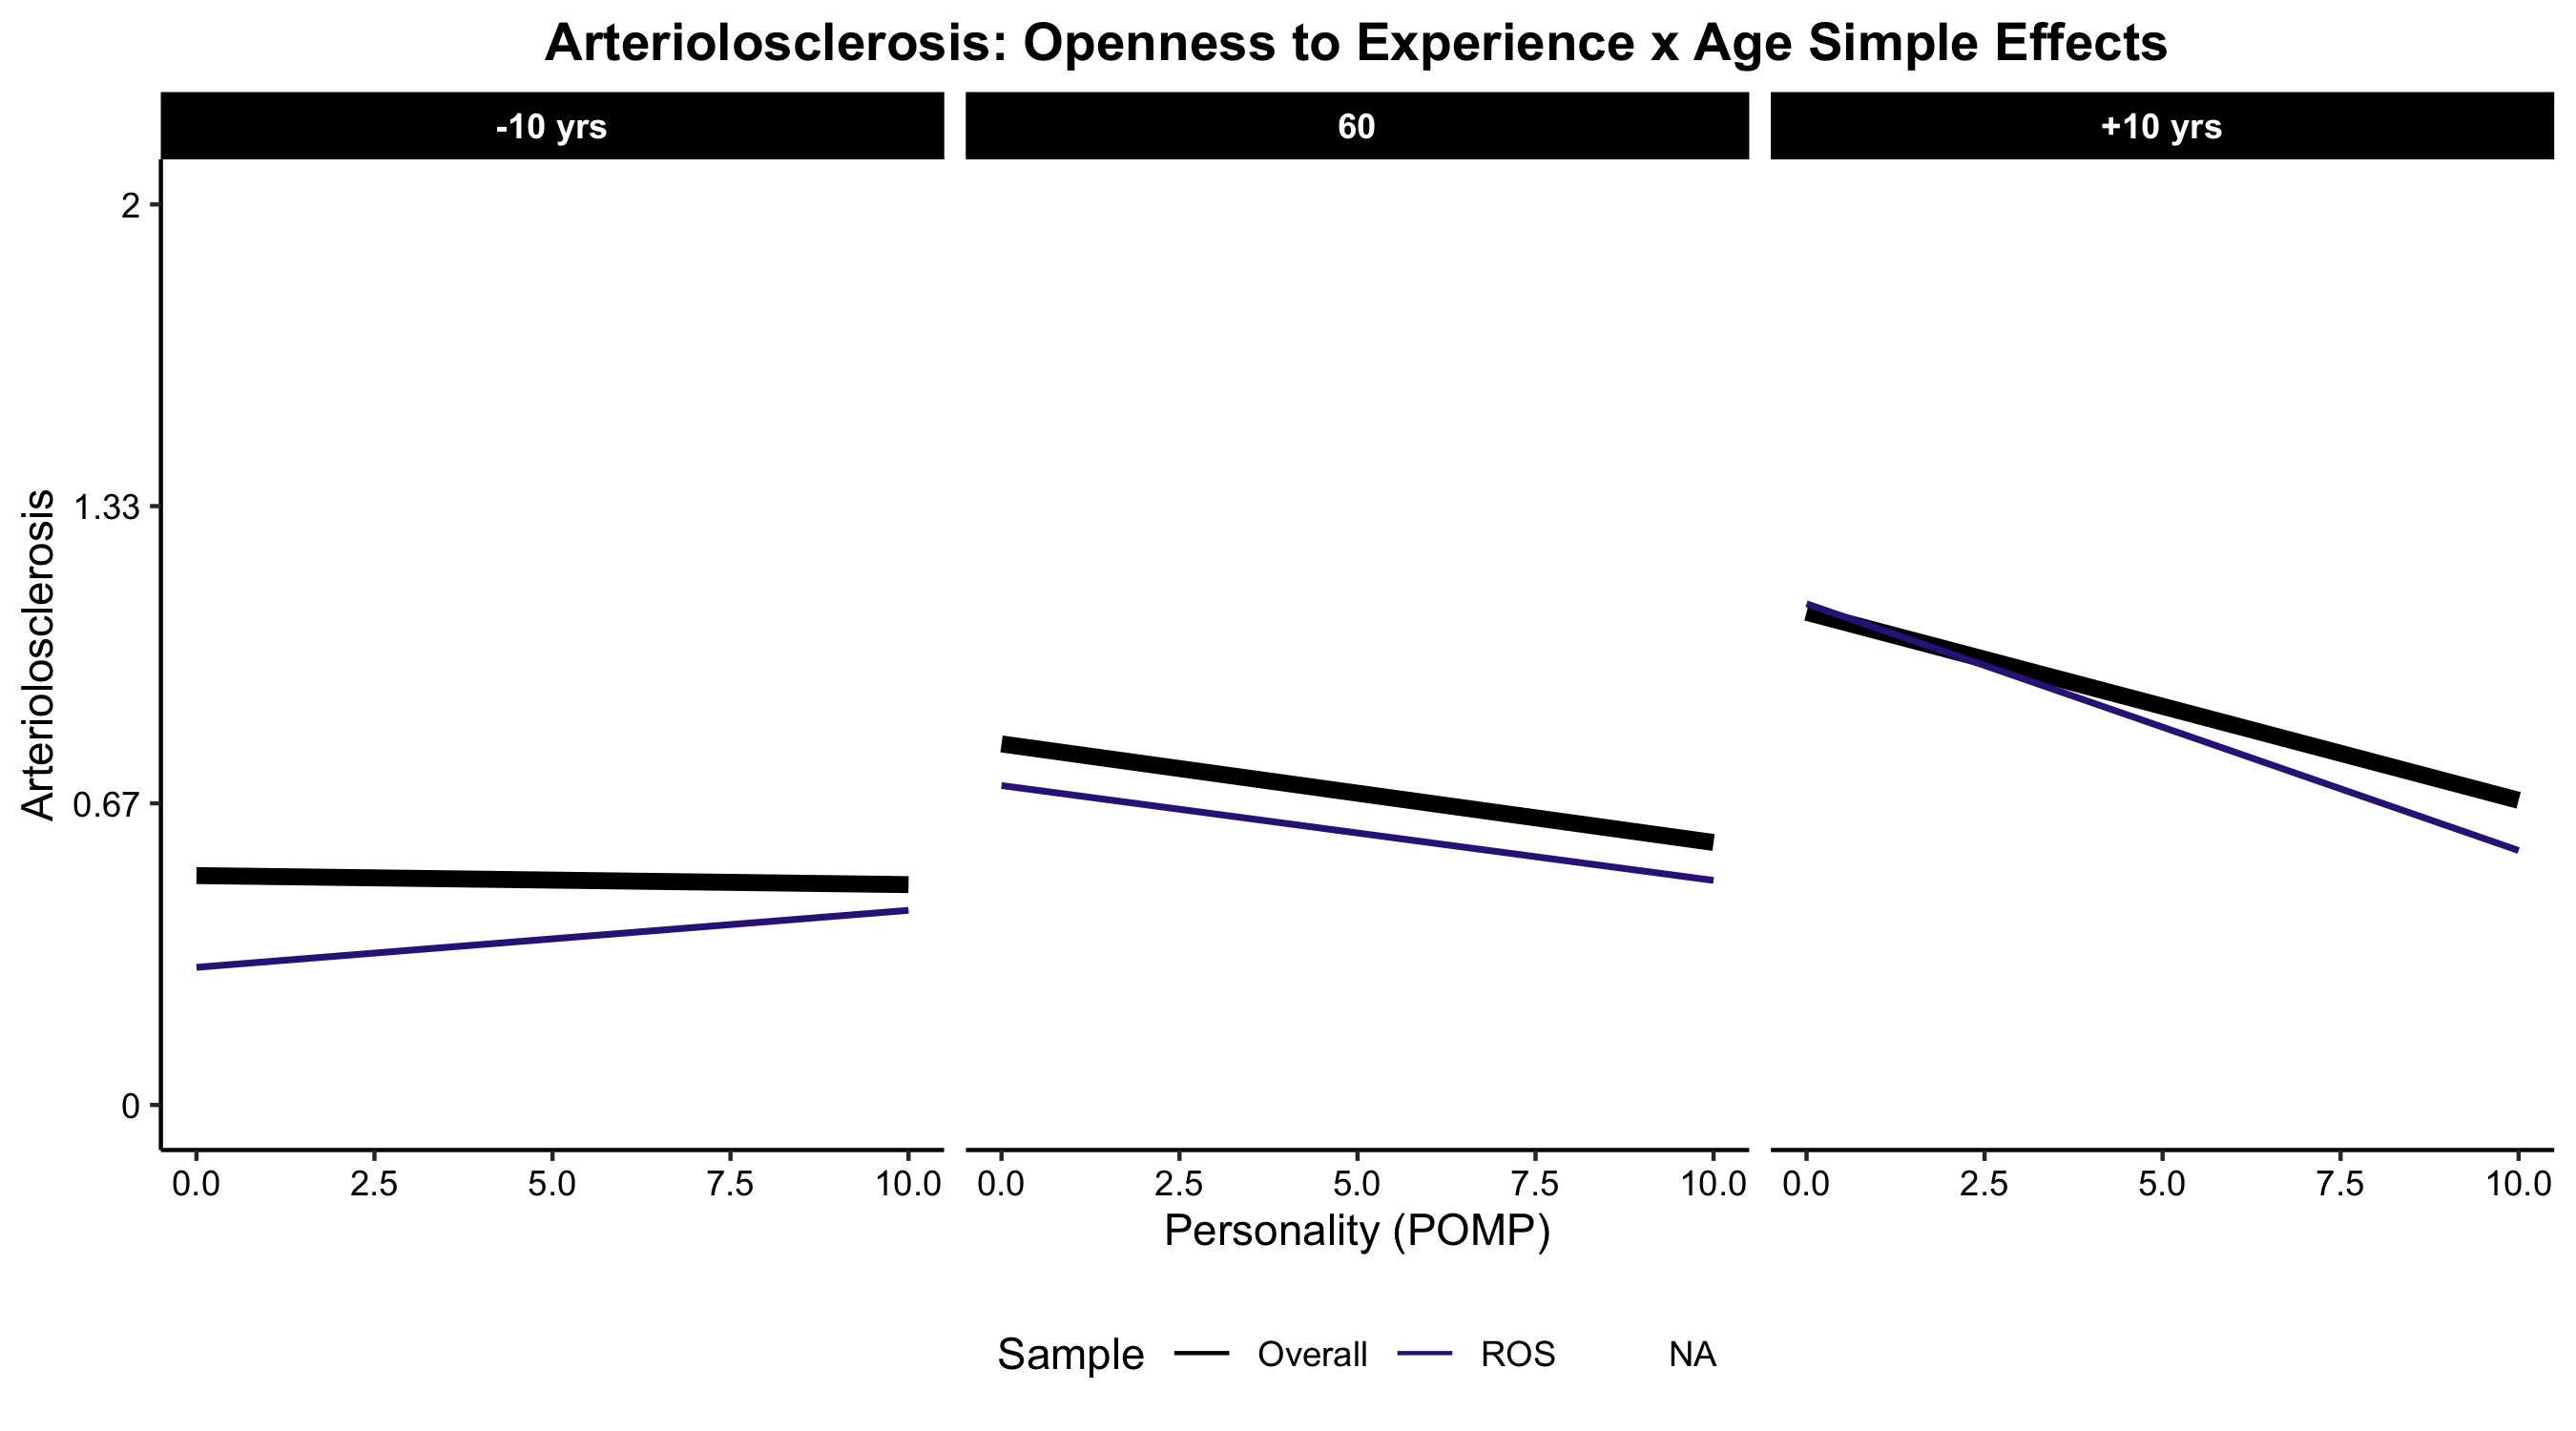 Arteriolosclerosis: Openness to Experience x Age Simple Effects
-10 yrs
60
+10 yrs
2
1.33
0.67
0
Arteriolosclerosis
0.0 2.5 5.0 7.5 10.0
0.0 2.5 5.0 7.5 10.0
0.0 2.5 5.0 7.5 10.0
Personality (POMP)
Sample Overall ROS NA